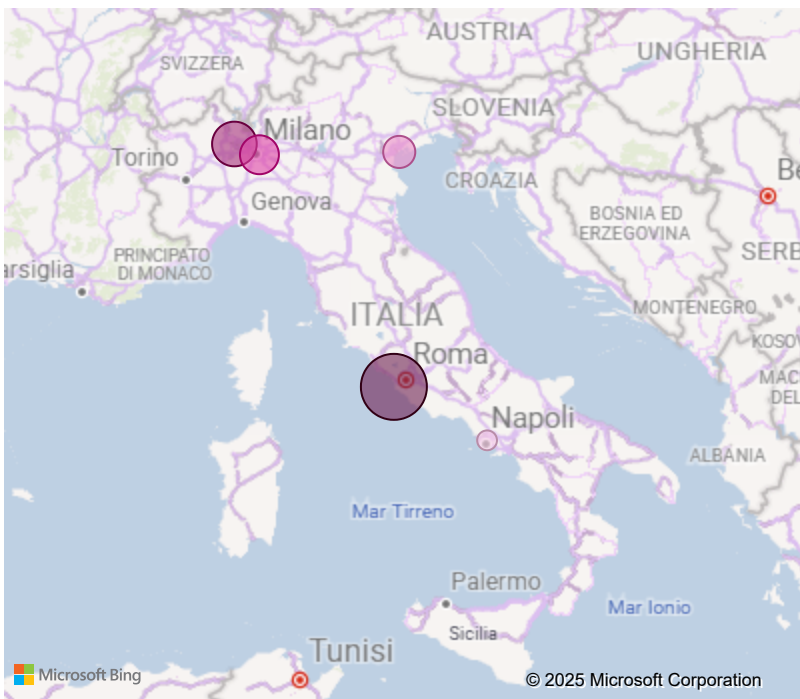 AUSTRIA
UNGHERIA
SVIZZERA
SLOVENIA
Milano
Torino
Be
CROAZIA
Genova
BOSNIA ED
ERZEGOVINA
PRINCIPATO
DI MONACO
SERB
arsiglia
MONTENEGRO
ITALIA
KOSOV
Roma
MAC
DEL
Napoli
ALBANIA
Mar Tirreno
Palermo
Mar Ionio
Sicilia
Tunisi
Microsoft Bing
© 2025 Microsoft Corporation